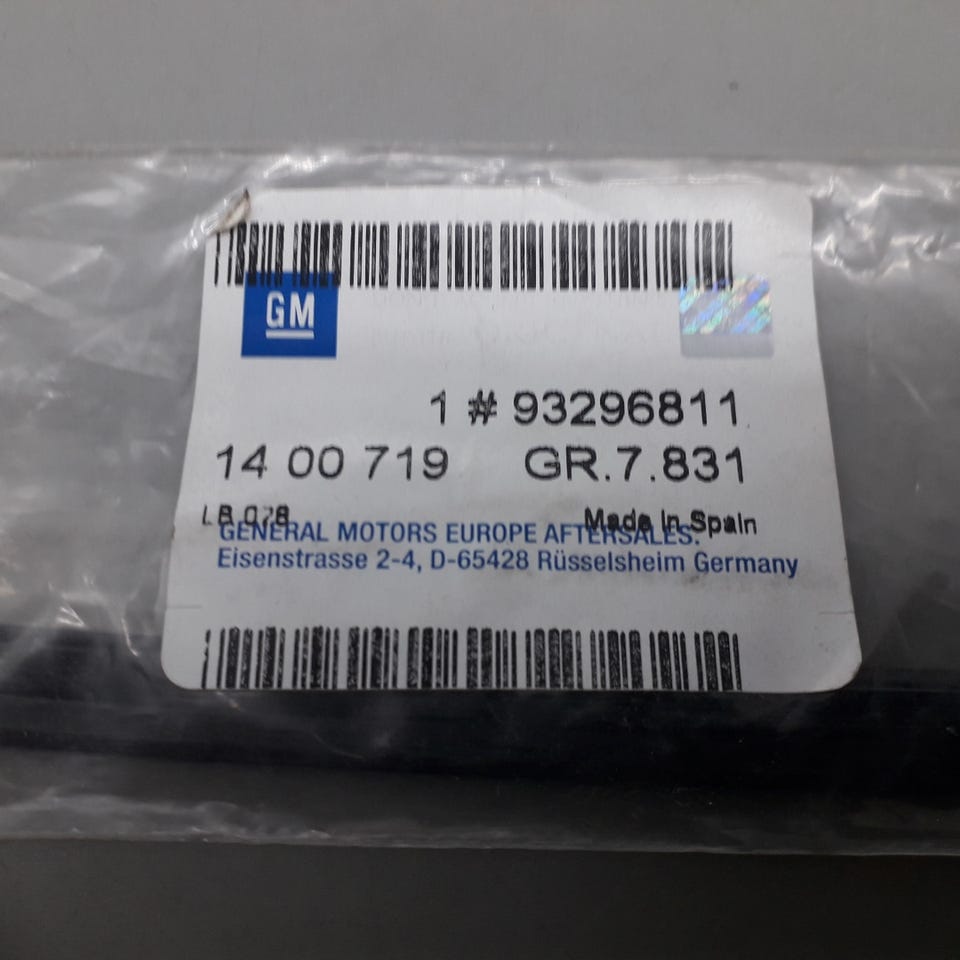 GM
1 # 93296811
14 00 719 GR.7.831
LB 078 Made In Spain
GENERAL MOTORS EUROPE AFTERSALES.
Eisenstrasse 2-4, D-65428 Rüsselsheim Germany